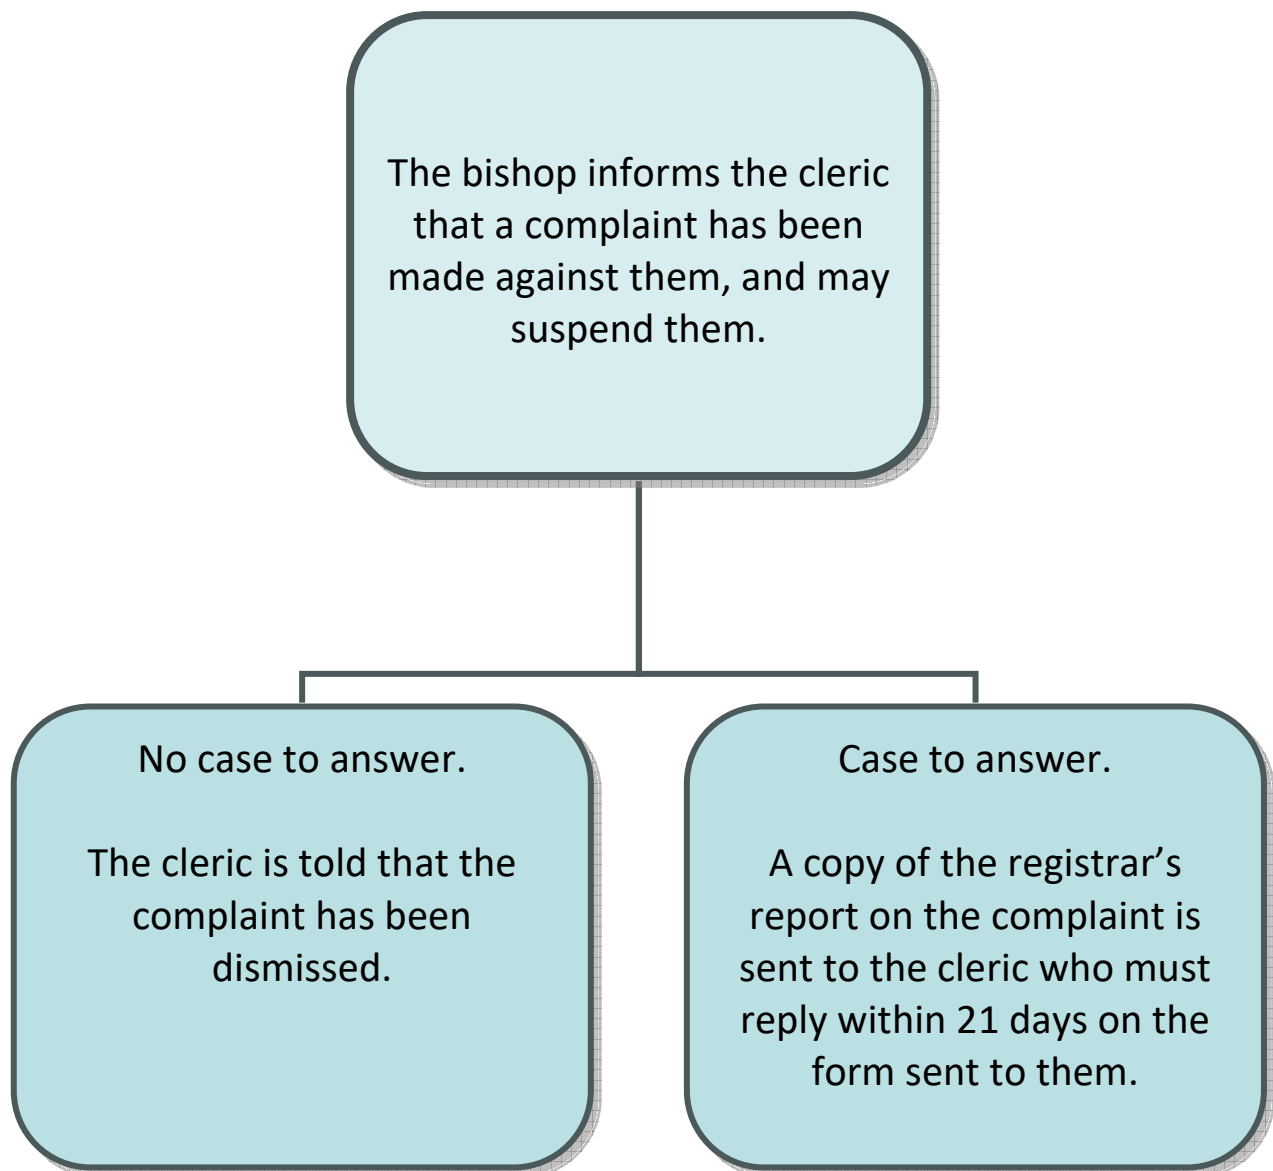 The bishop informs the cleric
that a complaint has been
made against them, and may
suspend them.
No case to answer.
The cleric is told that the
complaint has been
dismissed.
Case to answer.
A copy of the registrar’s
report on the complaint is
sent to the cleric who must
reply within 21 days on the
form sent to them.